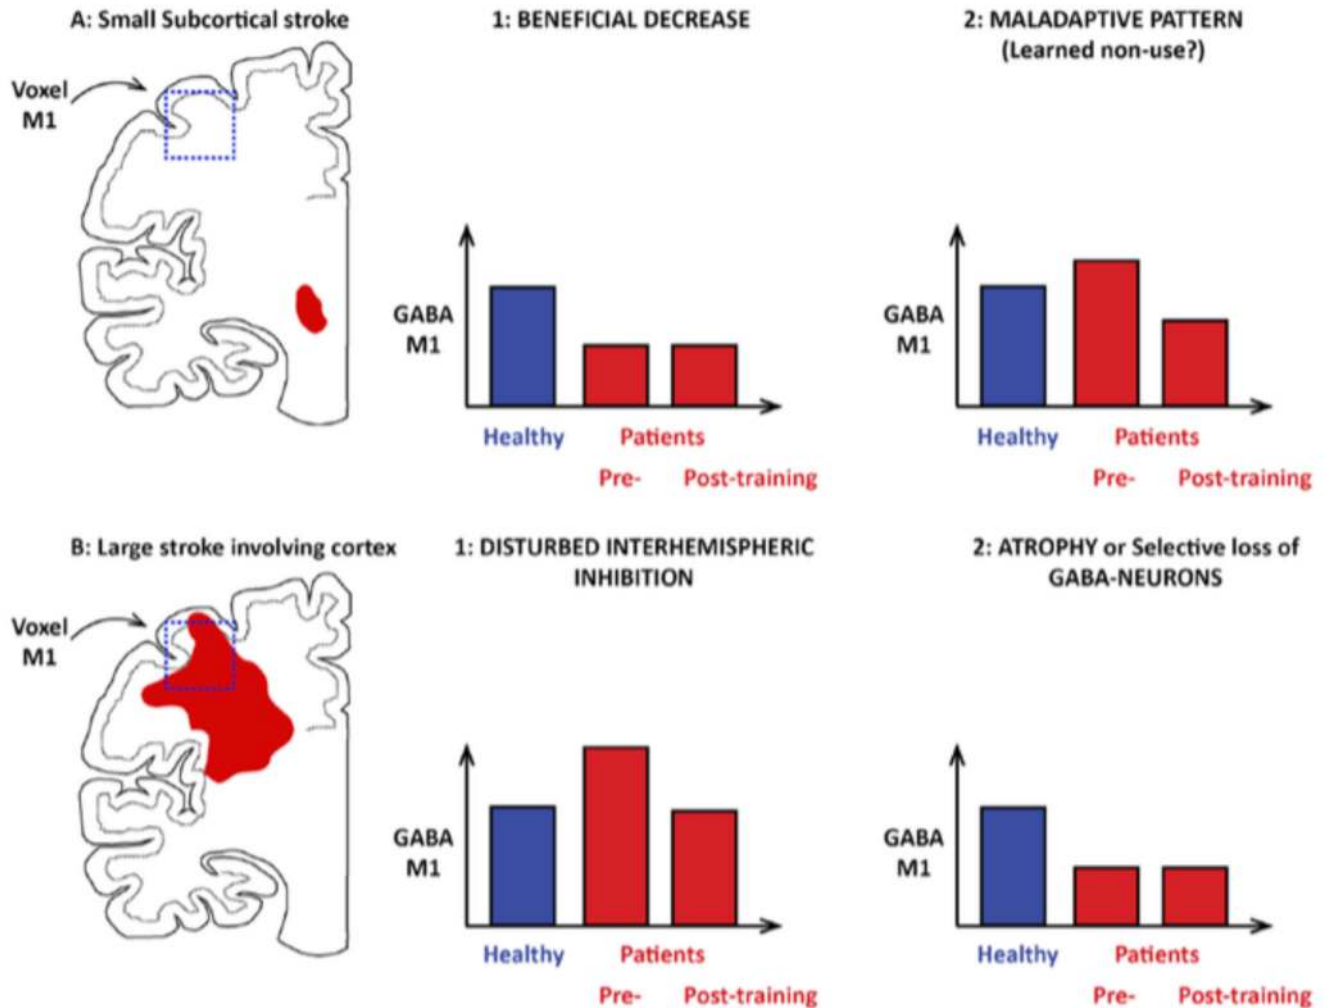 A: Small Subcortical stroke
1: BENEFICIAL DECREASE
2: MALADAPTIVE PATTERN
(Learned non-use?)
Voxel
M1
GABA
M1
Healthy
Patients
Pre-
Post-training
GABA
M1
Healthy
Patients
Pre-
Post-training
B: Large stroke involving cortex
1: DISTURBED INTERHEMISPHERIC
INHIBITION
2: ATROPHY or Selective loss of
GABA-NEURONS
Voxel
M1
GABA
M1
Healthy
Patients
Pre-
Post-training
GABA
M1
Healthy
Patients
Pre-
Post-training